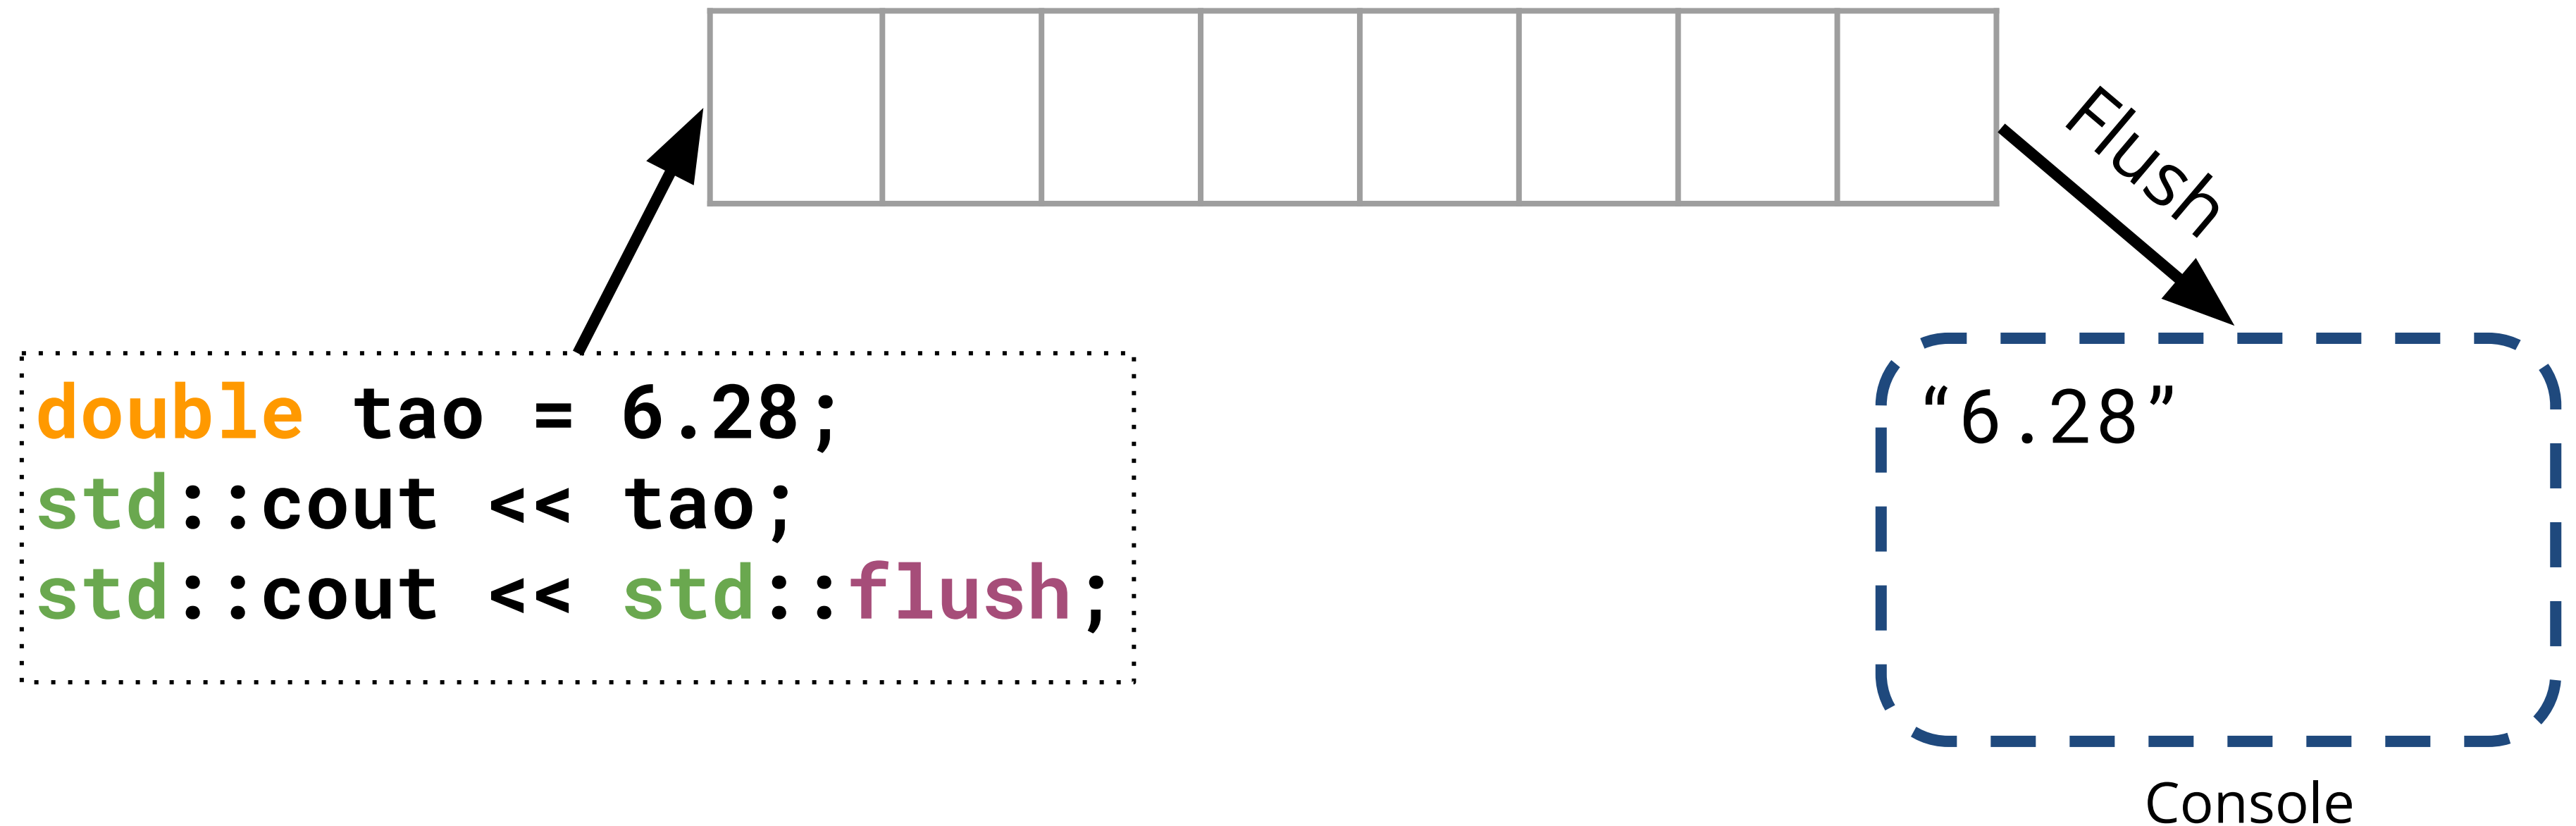 Flush
double tao = 6.28;
std::cout << tao;
std::cout << std::flush;
“6.28”
Console